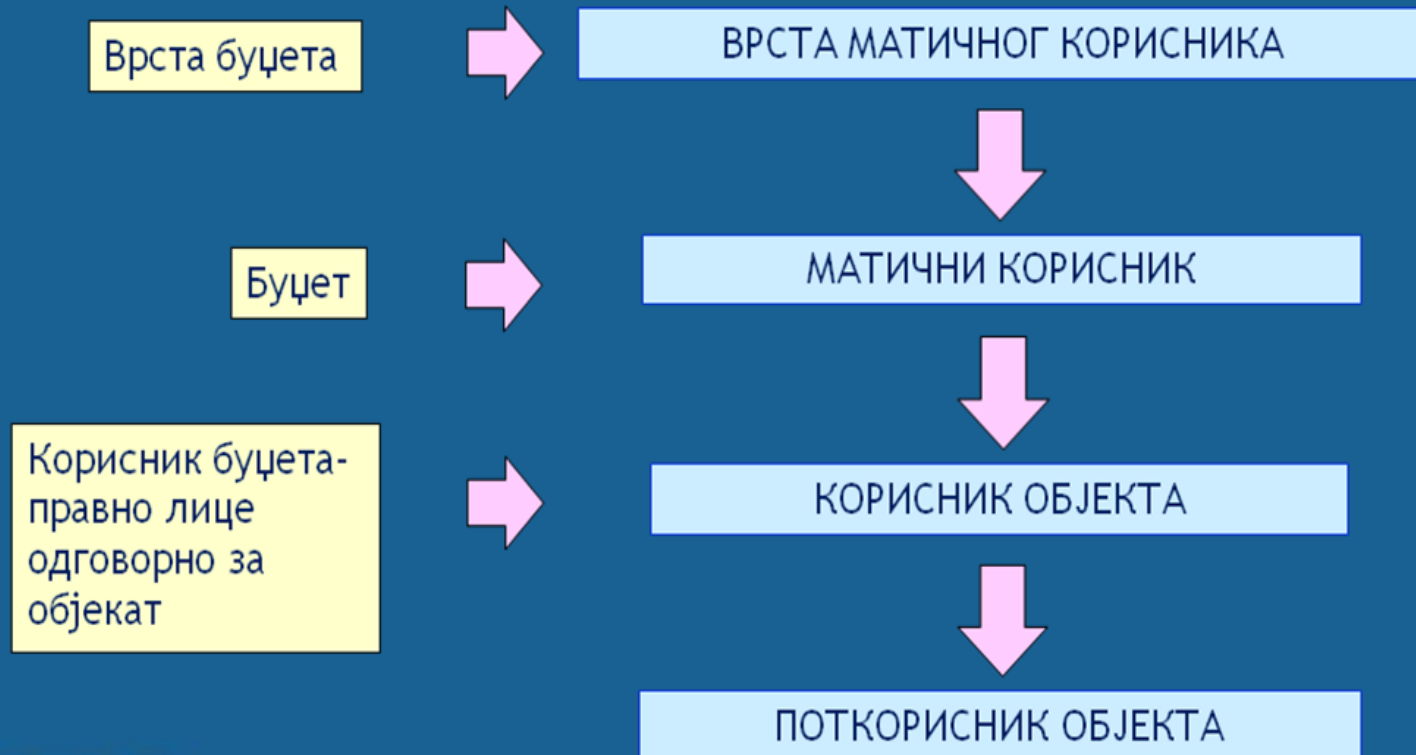 Врста буџета
ВРСТА МАТИЧНОГ КОРИСНИКА
Буџет
МАТИЧНИ КОРИСНИК
Корисник буџета-
правно лице
одговорно за
објекат
КОРИСНИК ОБЈЕКТА
ПОТКОРИСНИК ОБЈЕКТА